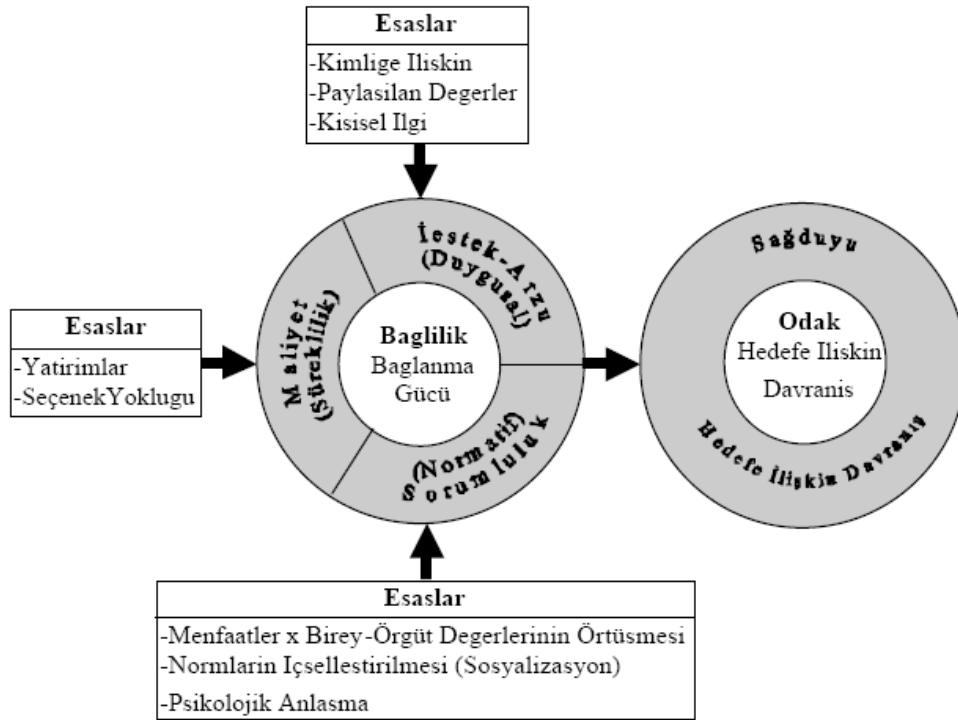 Esaslar
-Kimlige Iliskin
-Paylasilan Degerler
-Kisisel Ilgi
İestek-Arzu
(Duygusal)
Maliyet
(Süreklilik)
(Normatif)
Sorumluluk
Baglilik
Baglanma
Gücü
Esaslar
-Yatirimlar
-SeçenekYoklugu
Sağduyu
Odak
Hedefe Iliskin
Davranis
Hedefe İlişkin Davranış
Esaslar
-Menfaatler x Birey-Örgüt Degerlerinin Örtüsmesi
-Normlarin Içsellestirilmesi (Sosyalizasyon)
-Psikolojik Anlasma